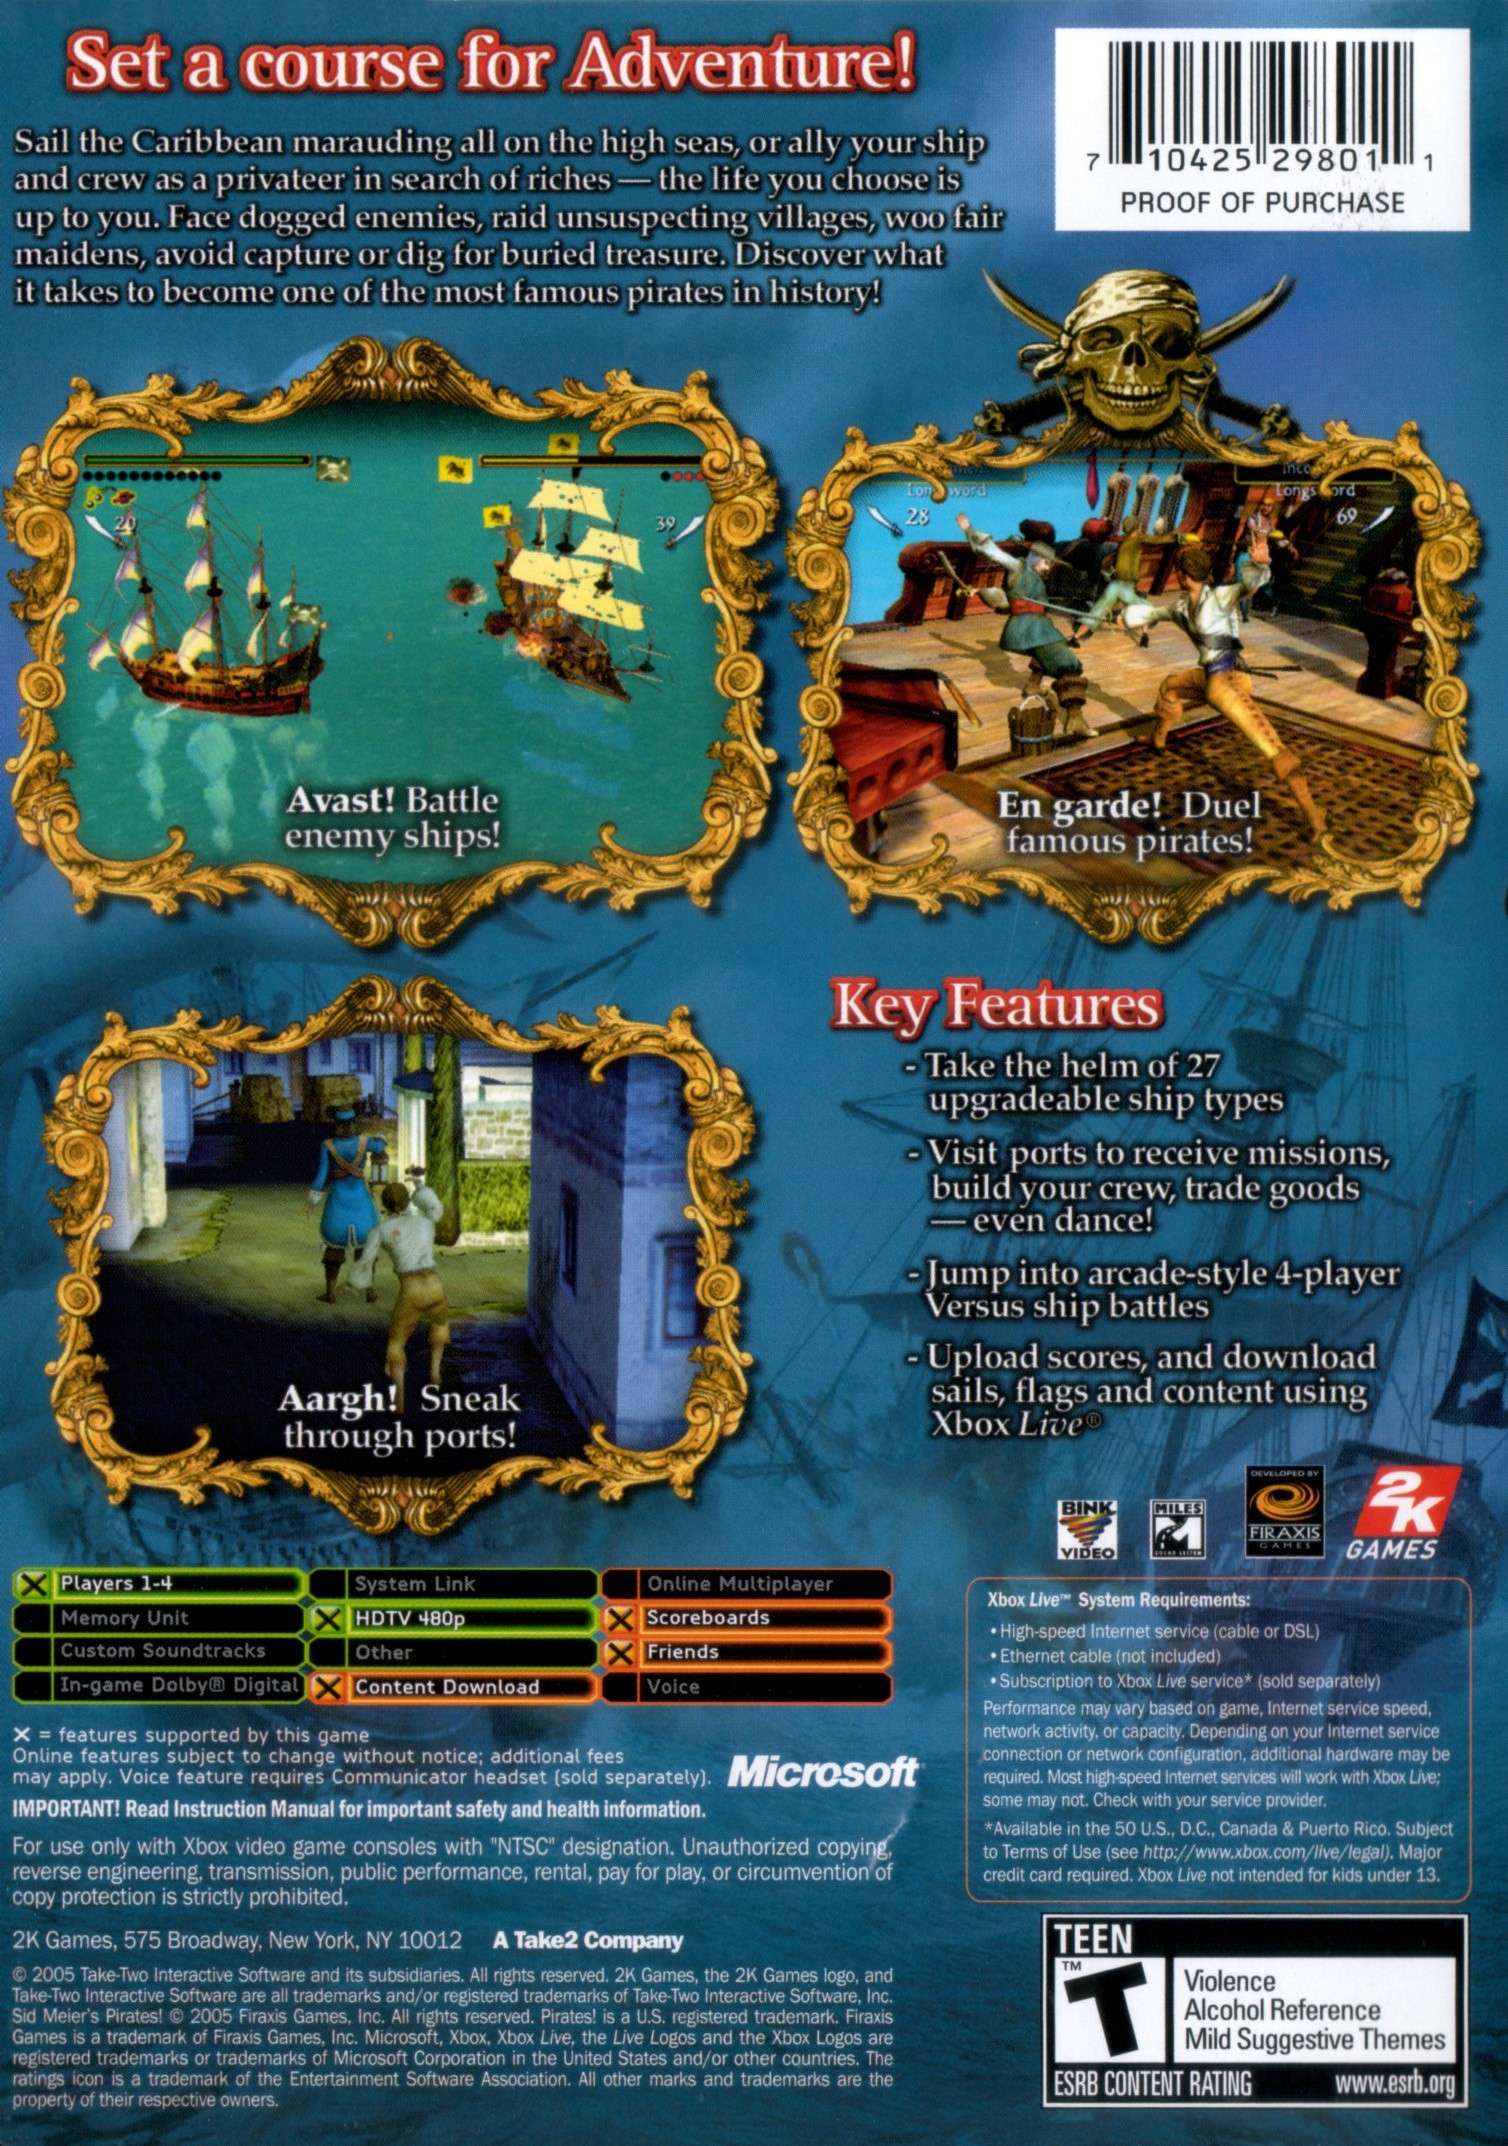 Set a course for Adventure!
Sail the Caribbean marauding all on the high seas, or ally your ship
and crew as a privateer in search of riches — the life you choose is
up to you. Face dogged enemies, raid unsuspecting villages, woo fair
maidens, avoid capture or dig for buried treasure. Discover what
it takes to become one of the most famous pirates in history!
7 10425 29801 1
PROOF OF PURCHASE
20
39
Avast! Battle
enemy ships!
28
69
En garde! Duel
famous pirates!
Aargh! Sneak
through ports!
Key Features
- Take the helm of 27
upgradeable ship types
- Visit ports to receive missions,
build your crew, trade goods
— even dance!
- Jump into arcade-style 4-player
Versus ship battles
- Upload scores, and download
sails, flags and content using
Xbox Live®
BINK
VIDEO
MILES
SOUND SYSTEM
DEVELOPED BY
FIRAXIS
GAMES
2K
GAMES
Players 1-4
Memory Unit
Custom Soundtracks
In-game Dolby® Digital
System Link
HDTV 480p
Other
Content Download
Online Multiplayer
Scoreboards
Friends
Voice
X = features supported by this game
Online features subject to change without notice; additional fees
may apply. Voice feature requires Communicator headset (sold separately).
Microsoft
IMPORTANT! Read Instruction Manual for important safety and health information.
For use only with Xbox video game consoles with "NTSC" designation. Unauthorized copying,
reverse engineering, transmission, public performance, rental, pay for play, or circumvention of
copy protection is strictly prohibited.
2K Games, 575 Broadway, New York, NY 10012 A Take2 Company
© 2005 Take-Two Interactive Software and its subsidiaries. All rights reserved. 2K Games, the 2K Games logo, and
Take-Two Interactive Software are all trademarks and/or registered trademarks of Take-Two Interactive Software, Inc.
Sid Meier's Pirates! © 2005 Firaxis Games, Inc. All rights reserved. Pirates! is a U.S. registered trademark. Firaxis
Games is a trademark of Firaxis Games, Inc. Microsoft, Xbox, Xbox Live, the Live Logos and the Xbox Logos are
registered trademarks or trademarks of Microsoft Corporation in the United States and/or other countries. The
ratings icon is a trademark of the Entertainment Software Association. All other marks and trademarks are the
property of their respective owners.
Xbox Live™ System Requirements:
• High-speed Internet service (cable or DSL)
• Ethernet cable (not included)
• Subscription to Xbox Live service* (sold separately)
Performance may vary based on game, Internet service speed,
network activity, or capacity. Depending on your Internet service
connection or network configuration, additional hardware may be
required. Most high-speed Internet services will work with Xbox Live;
some may not. Check with your service provider.
*Available in the 50 U.S., D.C., Canada & Puerto Rico. Subject
to Terms of Use (see http://www.xbox.com/live/legal). Major
credit card required. Xbox Live not intended for kids under 13.
TEEN
T™
Violence
Alcohol Reference
Mild Suggestive Themes
ESRB CONTENT RATING www.esrb.org